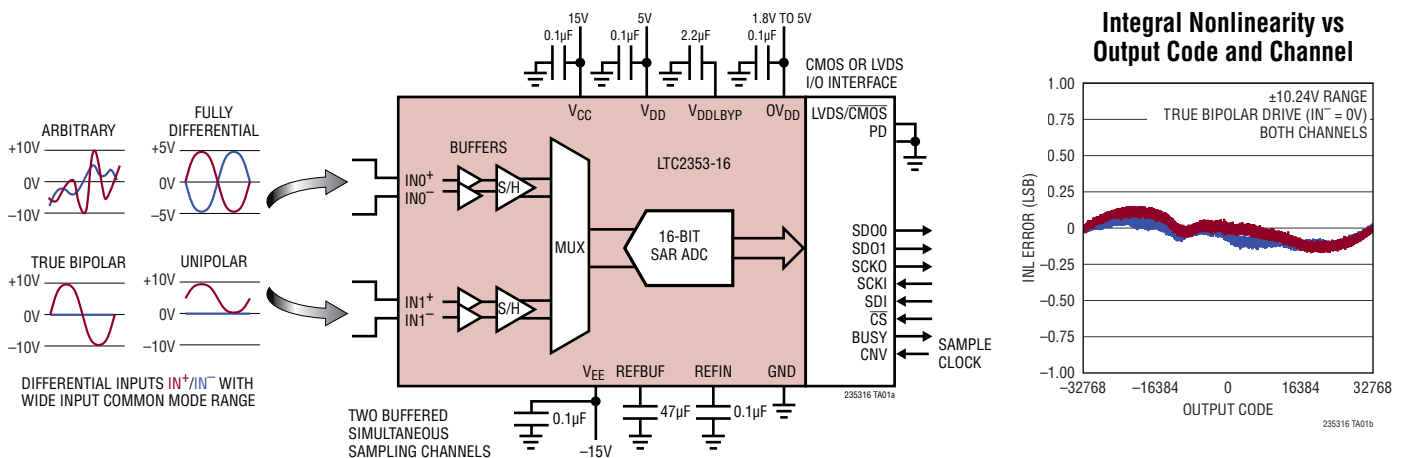 ARBITRARY
+10V
0V
–10V
FULLY
DIFFERENTIAL
+5V
0V
–5V
TRUE BIPOLAR
+10V
0V
–10V
UNIPOLAR
+10V
0V
–10V
DIFFERENTIAL INPUTS IN+/IN– WITH
WIDE INPUT COMMON MODE RANGE
15V
0.1µF
5V
0.1µF
2.2µF
1.8V TO 5V
0.1µF
CMOS OR LVDS
I/O INTERFACE
VCC
VDD
VDDLBYP
OVDD
LVDS/CMOS
PD
BUFFERS
LTC2353-16
IN0+
IN0–
S/H
MUX
16-BIT
SAR ADC
IN1+
IN1–
S/H
SDO0
SDO1
SCKO
SCKI
SDI
CS
BUSY
CNV
SAMPLE
CLOCK
VEE
REFBUF
REFIN
GND
0.1µF
47µF
0.1µF
–15V
235316 TA01a
TWO BUFFERED
SIMULTANEOUS
SAMPLING CHANNELS
Integral Nonlinearity vs
Output Code and Channel
±10.24V RANGE
TRUE BIPOLAR DRIVE (IN– = 0V)
BOTH CHANNELS
INL ERROR (LSB)
1.00
0.75
0.50
0.25
0
–0.25
–0.50
–0.75
–1.00
–32768
–16384
0
16384
32768
OUTPUT CODE
235316 TA01b